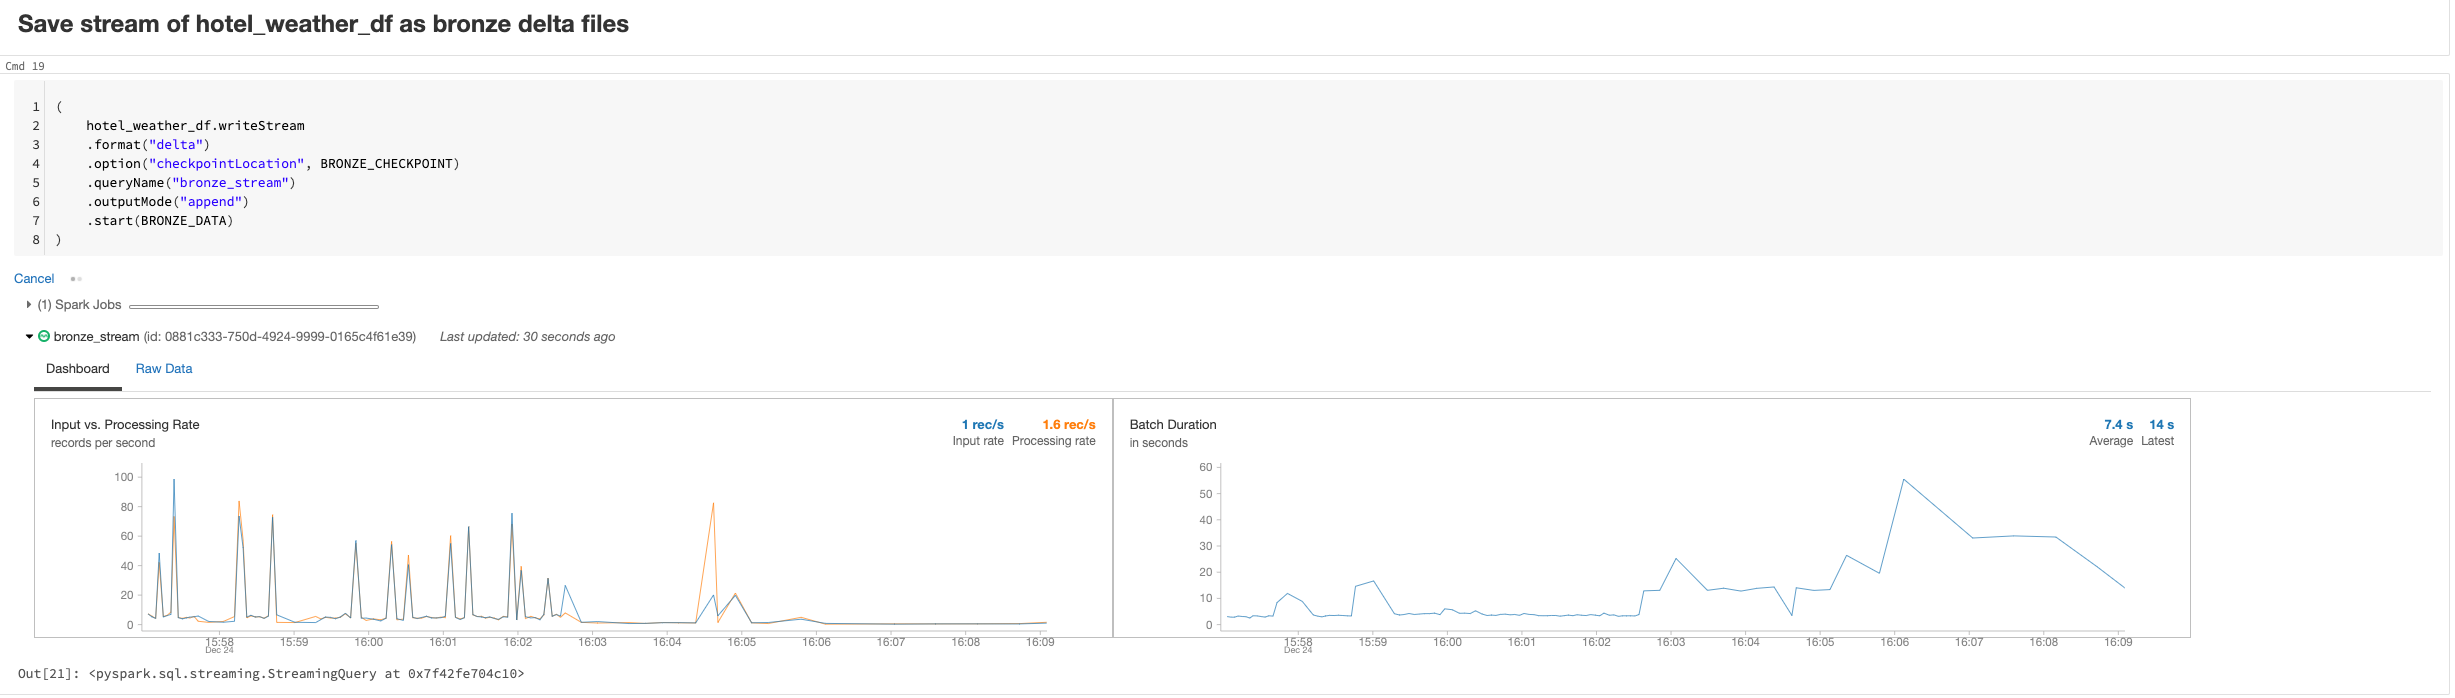 Save stream of hotel_weather_df as bronze delta files
Cmd 19
1 (
2 hotel_weather_df.writeStream
3 .format("delta")
4 .option("checkpointLocation", BRONZE_CHECKPOINT)
5 .queryName("bronze_stream")
6 .outputMode("append")
7 .start(BRONZE_DATA)
8 )
Cancel
(1) Spark Jobs
bronze_stream (id: 0881c333-750d-4924-9999-0165c4f61e39) Last updated: 30 seconds ago
Dashboard Raw Data
Input vs. Processing Rate
records per second
1 rec/s 1.6 rec/s
Input rate Processing rate
100
80
60
40
20
0
15:58 15:59 16:00 16:01 16:02 16:03 16:04 16:05 16:06 16:07 16:08 16:09
Dec 24
Batch Duration
in seconds
7.4 s 14 s
Average Latest
60
50
40
30
20
10
0
15:58 15:59 16:00 16:01 16:02 16:03 16:04 16:05 16:06 16:07 16:08 16:09
Dec 24
Out[21]: <pyspark.sql.streaming.StreamingQuery at 0x7f42fe704c10>